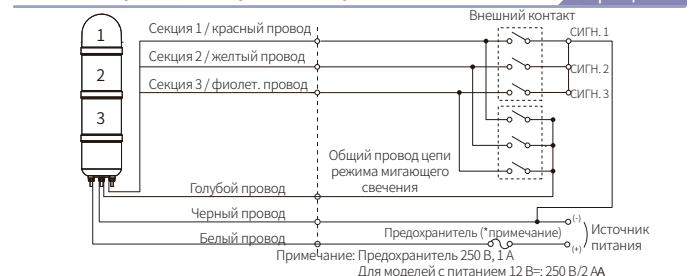 Внешний контакт
1
Секция 1 / красный провод
СИГН. 1
2
Секция 2 / желтый провод
СИГН. 2
Секция 3 / фиолет. провод
СИГН. 3
3
Общий провод цепи
режима мигающего
свечения
Голубой провод
Черный провод
(-)
Источник
питания
Белый провод
Предохранитель (*примечание)
(+)
Примечание: Предохранитель 250 В, 1 А
Для моделей с питанием 12 В=: 250 В/2 АА